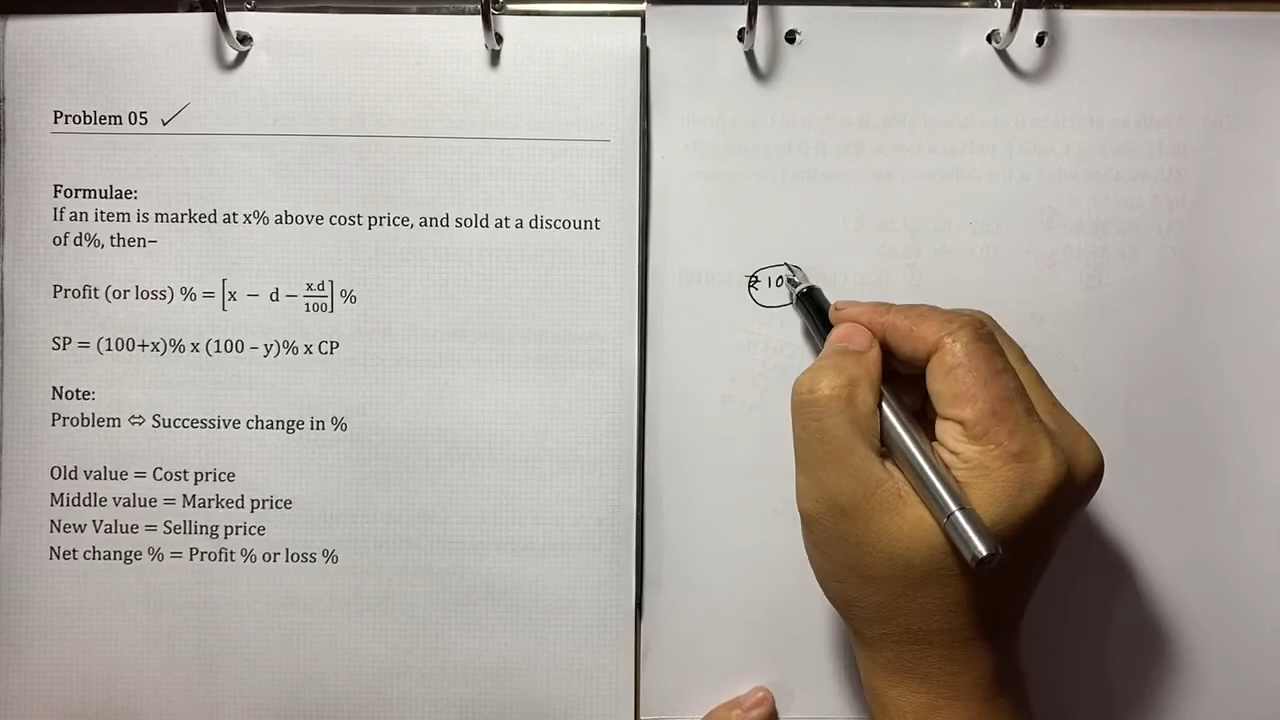 Problem 05
Formulae:
If an item is marked at x% above cost price, and sold at a discount
of d%, then−
Profit (or loss) % = [x − d − x.d/100] %
SP = (100+x)% x (100 – y)% x CP
Note:
Problem ⇔ Successive change in %
Old value = Cost price
Middle value = Marked price
New Value = Selling price
Net change % = Profit % or loss %
₹ 10